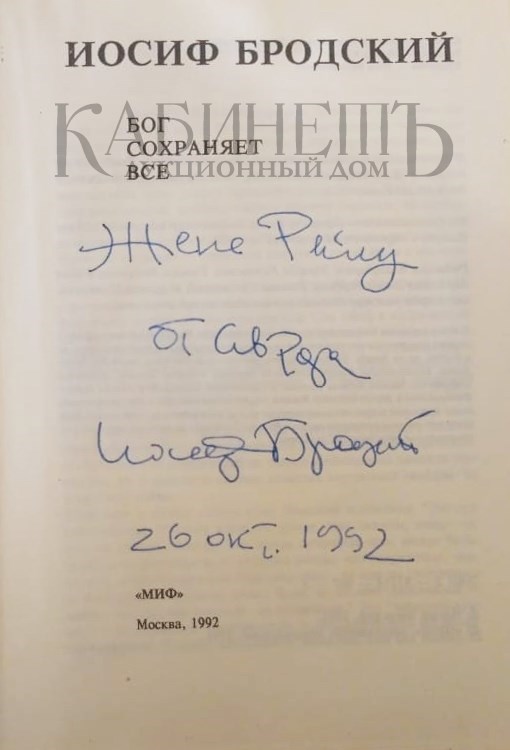 ИОСИФ БРОДСКИЙ
КАБИНЕТЪ
АУКЦИОННЫЙ ДОМ
БОГ
СОХРАНЯЕТ
ВСЕ
Жене Рейну
от
Иосиф Бродский
26 окт. 1992
«МИФ»
Москва, 1992